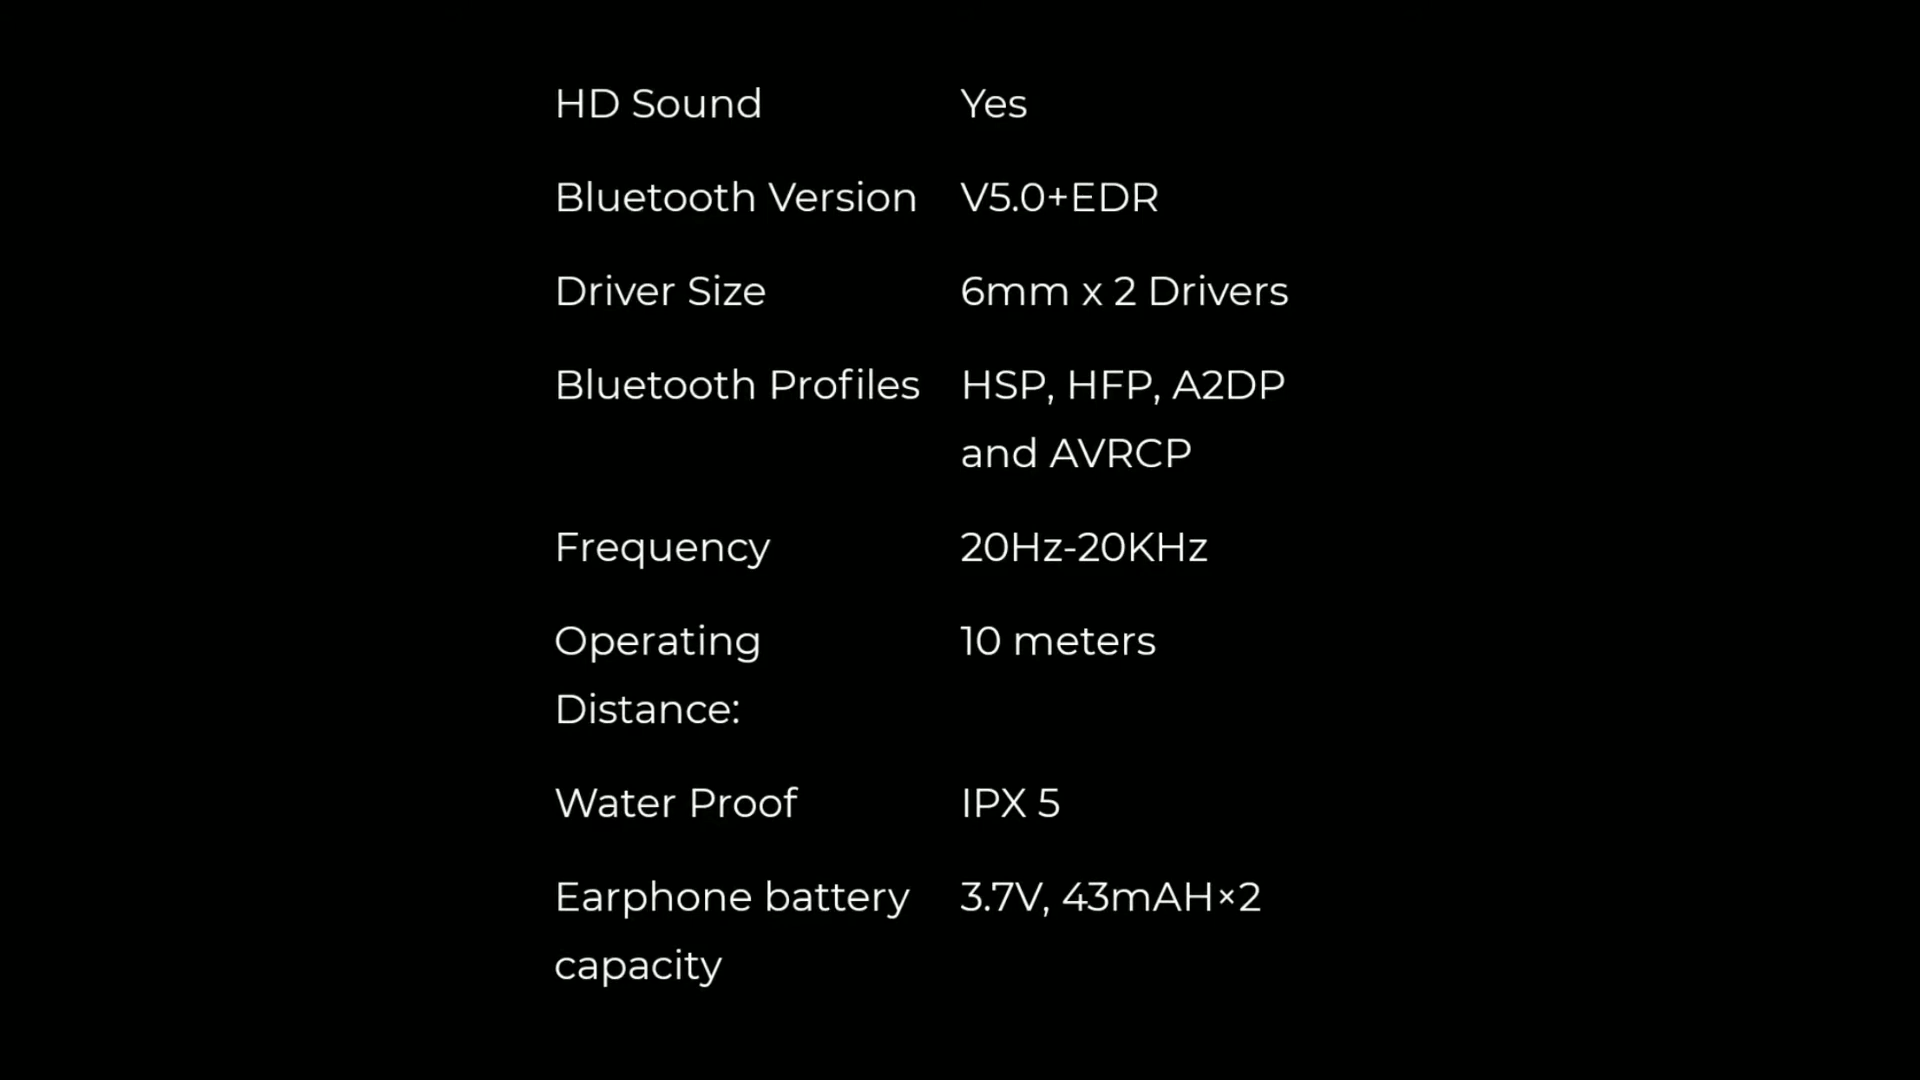 HD Sound Yes
Bluetooth Version V5.0+EDR
Driver Size 6mm x 2 Drivers
Bluetooth Profiles HSP, HFP, A2DP
and AVRCP
Frequency 20Hz-20KHz
Operating 10 meters
Distance:
Water Proof IPX 5
Earphone battery 3.7V, 43mAH×2
capacity